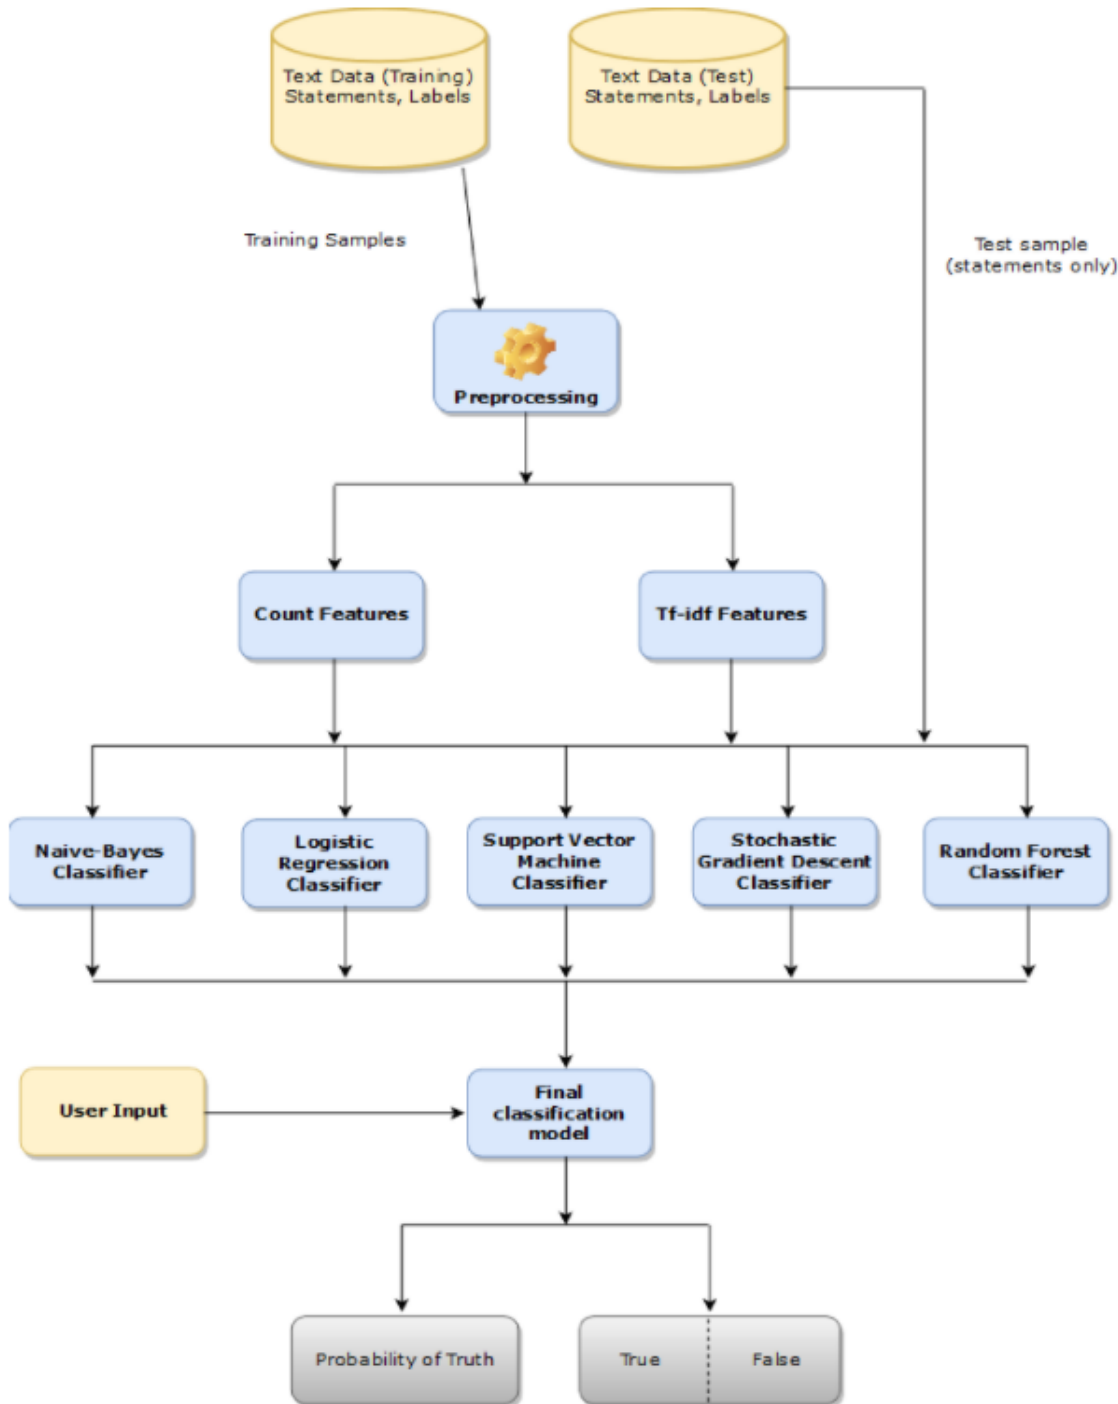 Text Data (Training)
Statements, Labels
Text Data (Test)
Statements, Labels
Training Samples
Test sample
(statements only)
Preprocessing
Count Features
Tf-idf Features
Naive-Bayes
Classifier
Logistic
Regression
Classifier
Support Vector
Machine
Classifier
Stochastic
Gradient Descent
Classifier
Random Forest
Classifier
User Input
Final
classification
model
Probability of Truth
True
False